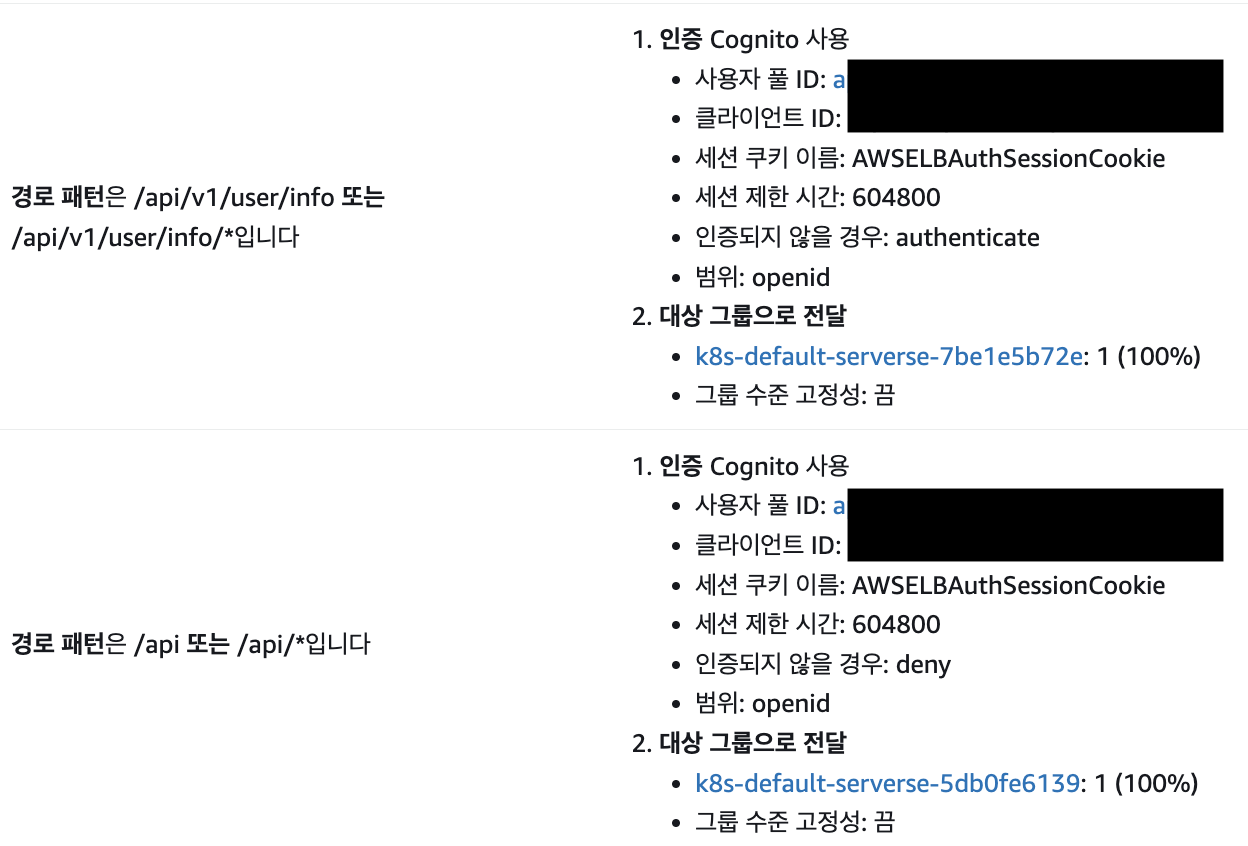 경로 패턴은 /api/v1/user/info 또는
/api/v1/user/info/*입니다
1. 인증 Cognito 사용
• 사용자 풀 ID: a
• 클라이언트 ID:
• 세션 쿠키 이름: AWSELBAuthSessionCookie
• 세션 제한 시간: 604800
• 인증되지 않을 경우: authenticate
• 범위: openid
2. 대상 그룹으로 전달
• k8s-default-serverse-7be1e5b72e: 1 (100%)
• 그룹 수준 고정성: 끔
경로 패턴은 /api 또는 /api/*입니다
1. 인증 Cognito 사용
• 사용자 풀 ID: a
• 클라이언트 ID:
• 세션 쿠키 이름: AWSELBAuthSessionCookie
• 세션 제한 시간: 604800
• 인증되지 않을 경우: deny
• 범위: openid
2. 대상 그룹으로 전달
• k8s-default-serverse-5db0fe6139: 1 (100%)
• 그룹 수준 고정성: 끔